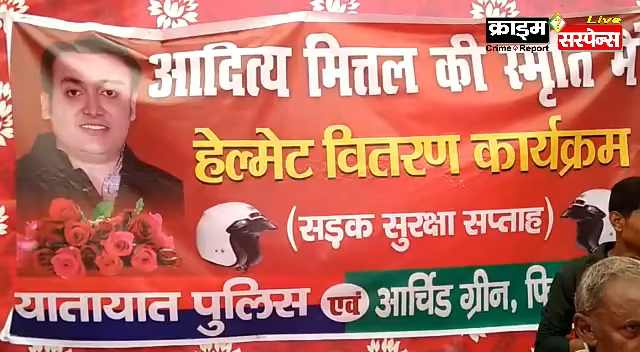 क्राइम Live
Crime Report सस्पेन्स
आदित्य मित्तल की स्मृति में
हेल्मेट वितरण कार्यक्रम
(सड़क सुरक्षा सप्ताह)
यातायात पुलिस एवं आर्चिड ग्रीन,